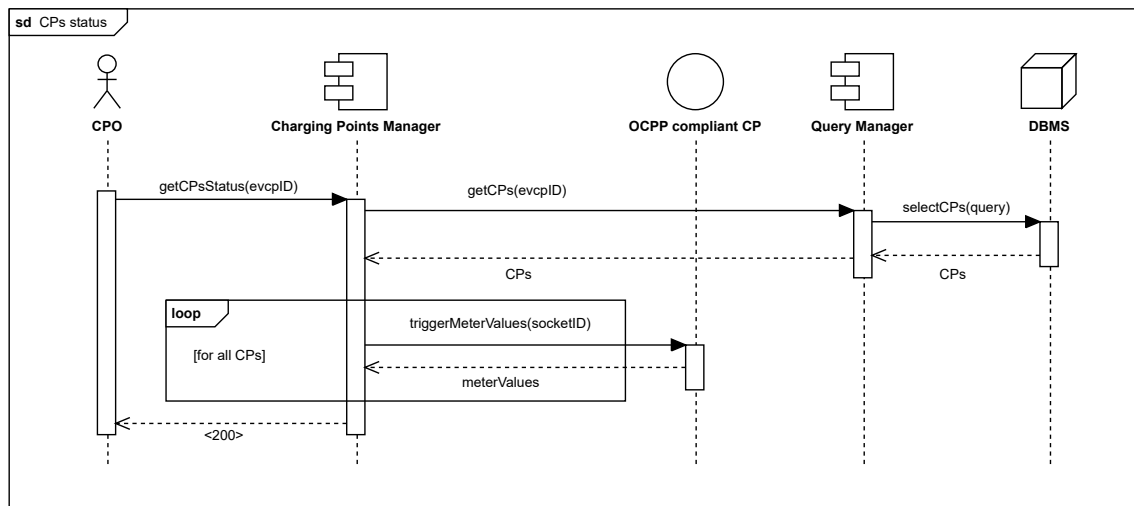 sd CPs status
CPO
Charging Points Manager
OCPP compliant CP
Query Manager
DBMS
getCPsStatus(evcpID)
getCPs(evcpID)
selectCPs(query)
CPs
CPs
loop
triggerMeterValues(socketID)
[for all CPs]
meterValues
<200>